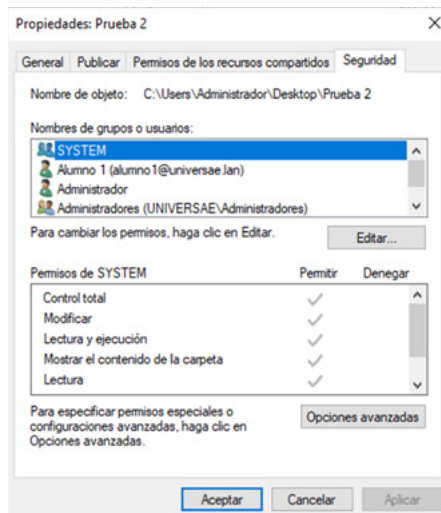 Propiedades: Prueba 2
General Publicar Permisos de los recursos compartidos Seguridad
Nombre de objeto: C:\Users\Administrador\Desktop\Prueba 2
Nombres de grupos o usuarios:
SYSTEM
Alumno 1 (alumno1@universae.lan)
Administrador
Administradores (UNIVERSAE\Administradores)
Para cambiar los permisos, haga clic en Editar.
Editar...
Permisos de SYSTEM Permitir Denegar
Control total
Modificar
Lectura y ejecución
Mostrar el contenido de la carpeta
Lectura
Para especificar permisos especiales o
configuraciones avanzadas, haga clic en
Opciones avanzadas.
Opciones avanzadas
Aceptar Cancelar Aplicar